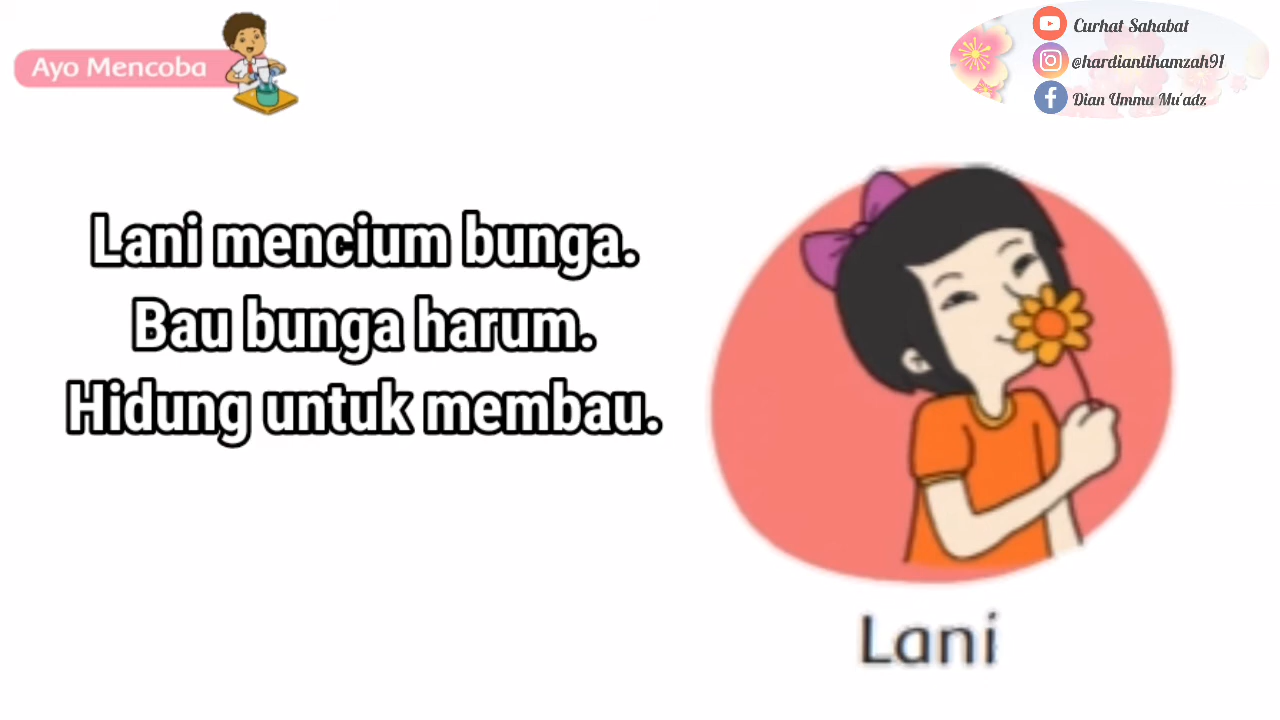 Ayo Mencoba
Curhat Sahabat
@hardiantihamzah91
Dian Ummu Mu'adz
Lani mencium bunga.
Bau bunga harum.
Hidung untuk membau.
Lani